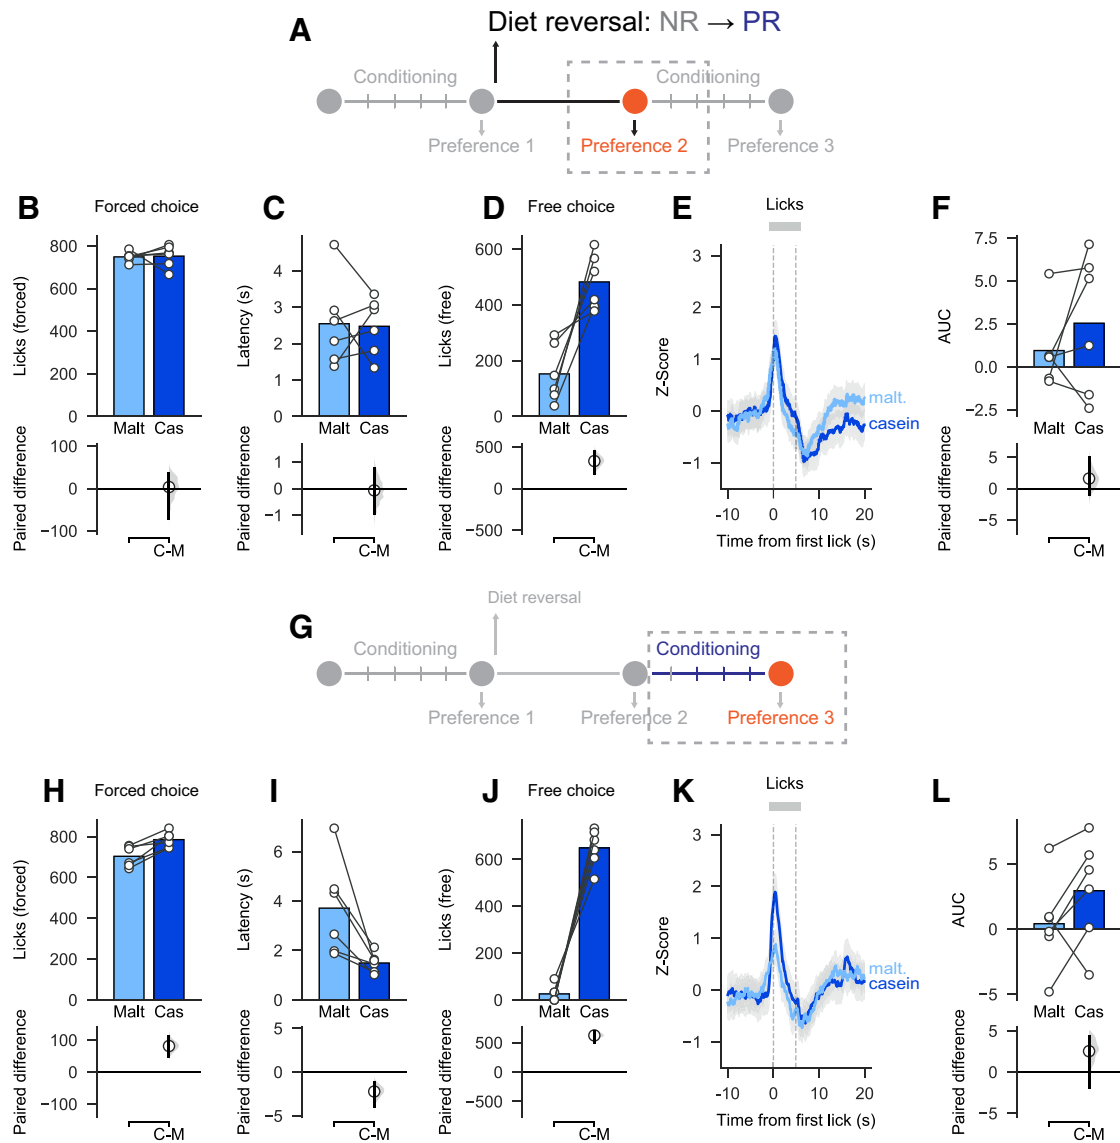 A
Diet reversal: NR → PR
Conditioning
Conditioning
Preference 1
Preference 2
Preference 3
B
Forced choice
Licks (forced)
800
600
400
200
0
Malt Cas
Paired difference
100
0
−100
C-M
C
Latency (s)
4
3
2
1
0
Paired difference
1
0
−1
C-M
D
Free choice
Licks (free)
600
400
200
0
Malt Cas
Paired difference
500
0
−500
C-M
E
Licks
Z-Score
3
2
1
0
−1
malt.
casein
-10 0 10 20
Time from first lick (s)
F
AUC
7.5
5.0
2.5
0.0
−2.5
Malt Cas
Paired difference
5
0
−5
C-M
G
Diet reversal
Conditioning
Conditioning
Preference 1
Preference 2
Preference 3
H
Forced choice
Licks (forced)
800
600
400
200
0
Malt Cas
Paired difference
100
0
−100
C-M
I
Latency (s)
8
6
4
2
0
Malt Cas
Paired difference
5
0
−5
C-M
J
Free choice
Licks (free)
600
400
200
0
Malt Cas
Paired difference
500
0
−500
C-M
K
Licks
Z-Score
3
2
1
0
−1
malt.
casein
-10 0 10 20
Time from first lick (s)
L
AUC
5
0
−5
Malt Cas
Paired difference
5
0
−5
C-M